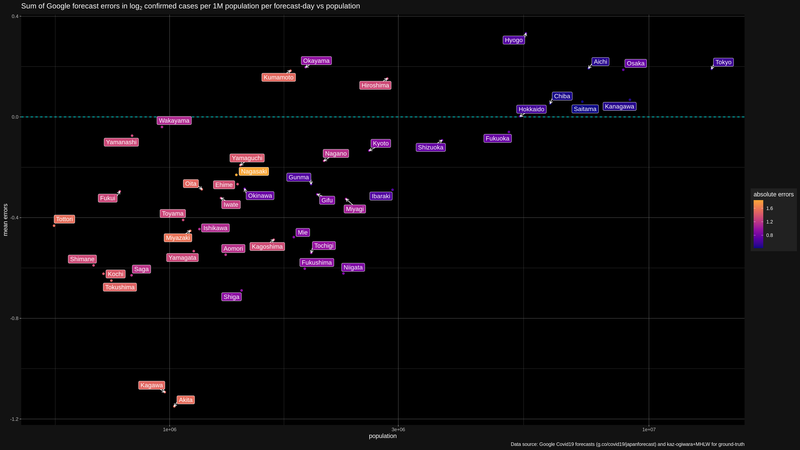 Sum of Google forecast errors in log2 confirmed cases per 1M population per forecast-day vs population
0.4
Hyogo
Okayama
Aichi
Osaka
Tokyo
Kumamoto
Hiroshima
Chiba
Hokkaido
Saitama
Kanagawa
0.0
Wakayama
Yamanashi
Fukuoka
Kyoto
Shizuoka
Nagano
Yamaguchi
Nagasaki
Gunma
Oita
Ehime
absolute errors
Fukui
Okinawa
Ibaraki
Iwate
Gifu
Miyagi
1.6
1.2
0.8
mean errors
Toyama
-0.4
Tottori
Ishikawa
Mie
Miyazaki
Kagoshima
Tochigi
Aomori
Shimane
Yamagata
Fukushima
Saga
Niigata
Kochi
Tokushima
Shiga
-0.8
Kagawa
Akita
-1.2
1e+06
3e+06
1e+07
population
Data source: Google Covid19 forecasts (g.co/covid19/japanforecast) and kaz-ogiwara+MHLW for ground-truth